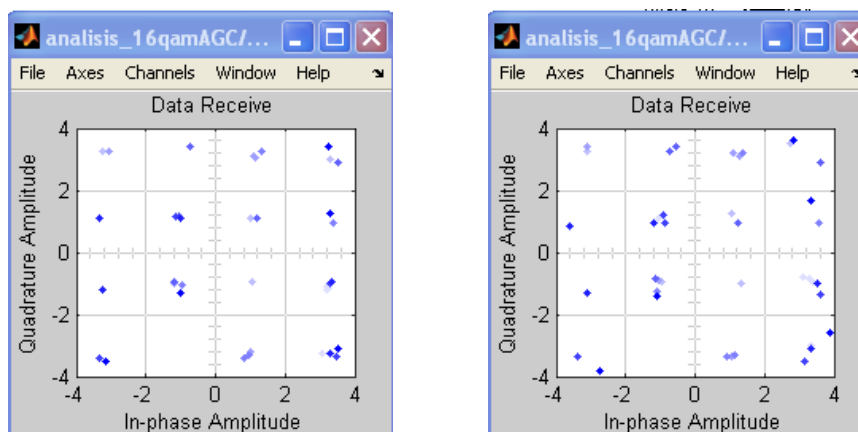 analisis_16qamAGC/...
File Axes Channels Window Help
Data Receive
Quadrature Amplitude
4
2
0
-2
-4
-4 -2 0 2 4
In-phase Amplitude
analisis_16qamAGC/...
File Axes Channels Window Help
Data Receive
Quadrature Amplitude
4
2
0
-2
-4
-4 -2 0 2 4
In-phase Amplitude